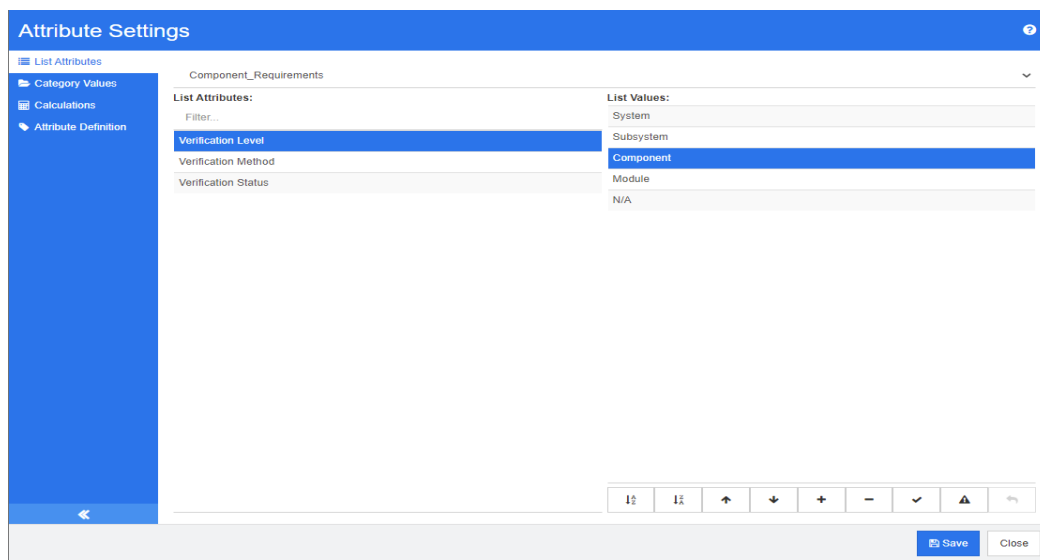 Attribute Settings
List Attributes
Category Values
Calculations
Attribute Definition
Component_Requirements
List Attributes:
Filter...
Verification Level
Verification Method
Verification Status
List Values:
System
Subsystem
Component
Module
N/A
Save
Close